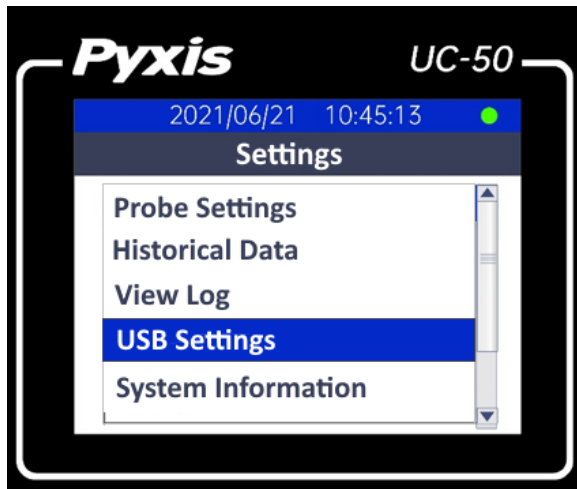 Pyxis UC-50
2021/06/21 10:45:13
Settings
Probe Settings
Historical Data
View Log
USB Settings
System Information